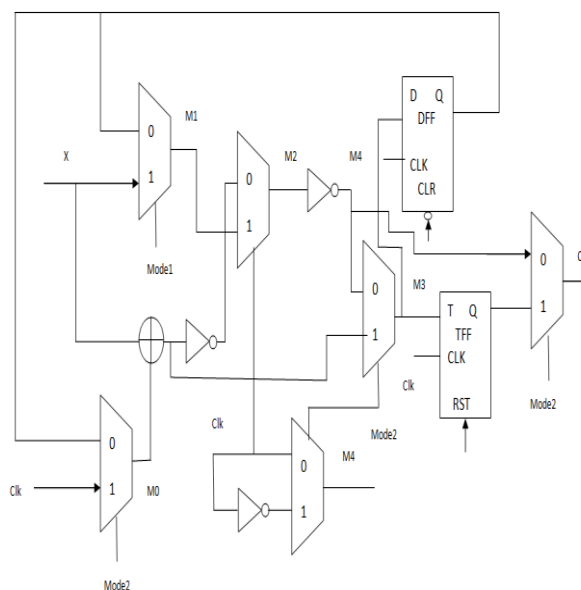 D Q
DFF
CLK
CLR
M1
0
1
X
Mode1
M2
0
1
M4
0
1
M3
Mode2
T Q
TFF
CLK
RST
Clk
0
1
Mode2
0
1
Clk
M0
Mode2
Clk
0
1
M4